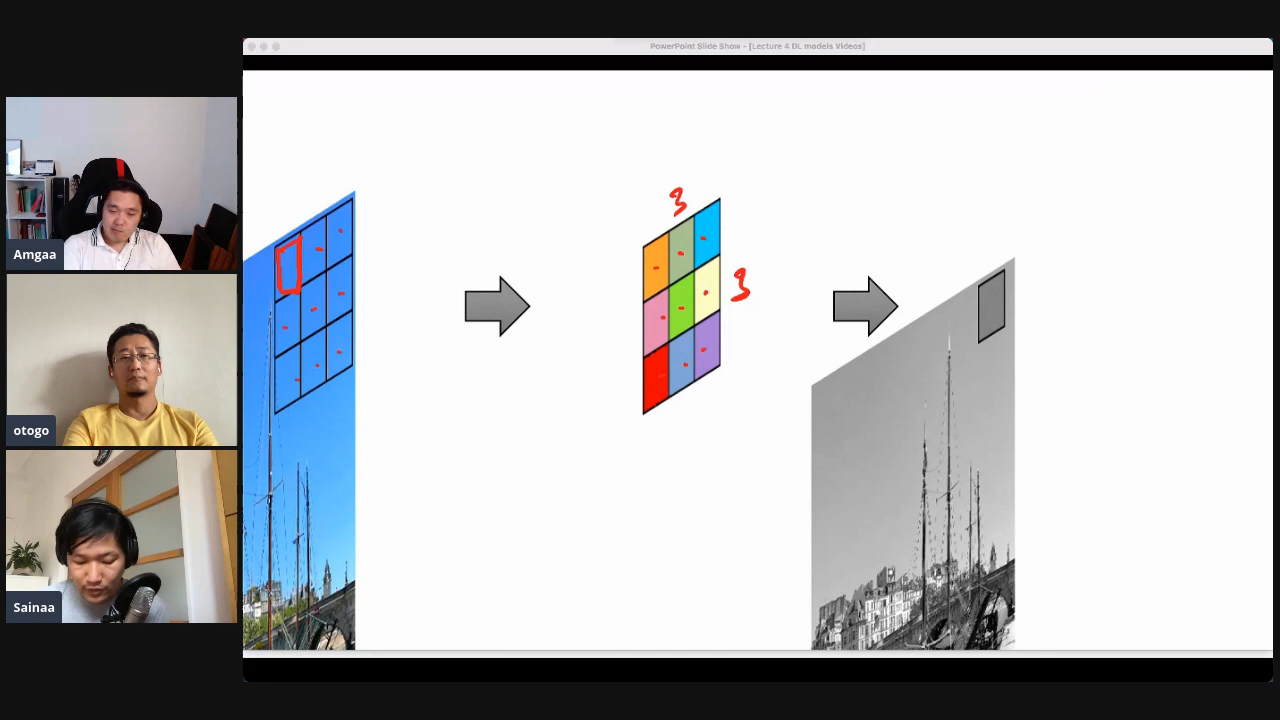 PowerPoint Slide Show - [Lecture 4 DL models Videos]
3
3
Amgaa
otogo
Sainaa